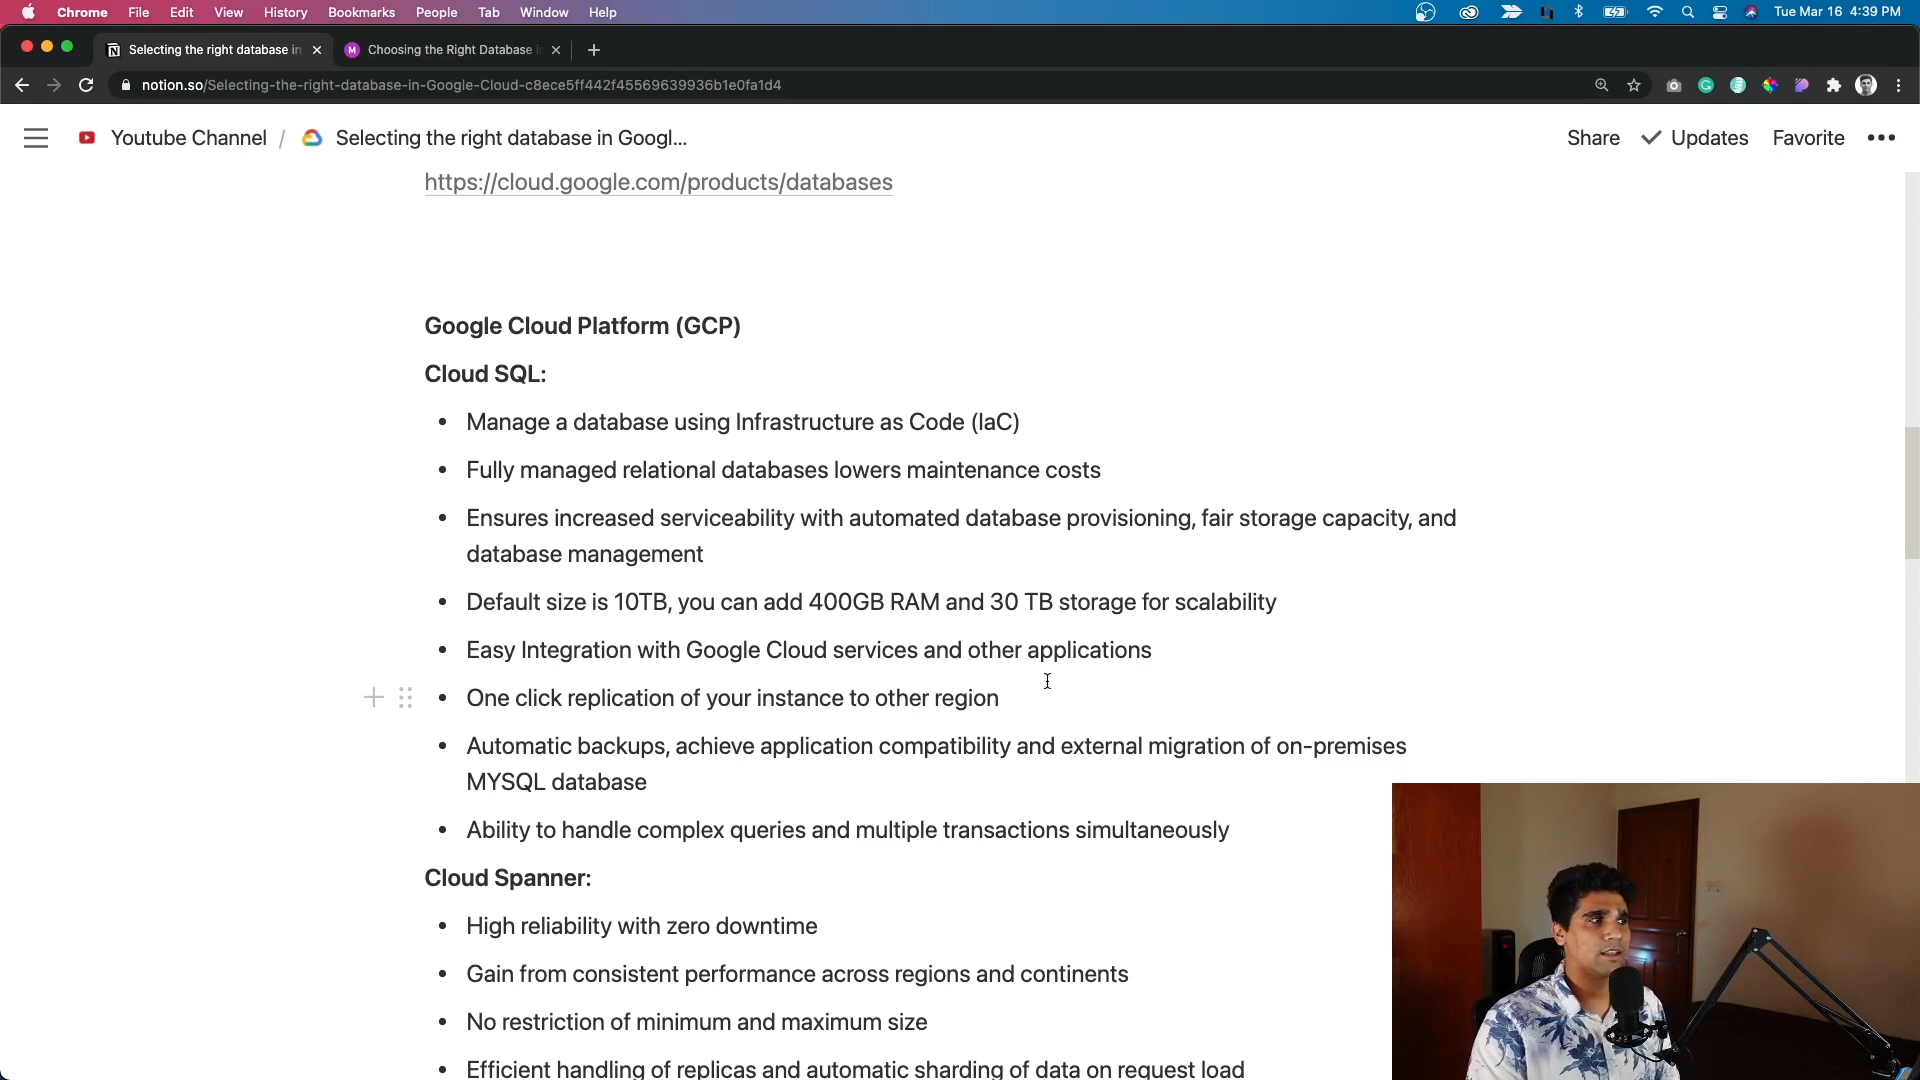 Chrome File Edit View History Bookmarks People Tab Window Help
Tue Mar 16 4:39 PM
Selecting the right database in
Choosing the Right Database i
notion.so/Selecting-the-right-database-in-Google-Cloud-c8ece5ff442f45569639936b1e0fa1d4
Youtube Channel / Selecting the right database in Googl...
Share Updates Favorite
https://cloud.google.com/products/databases
Google Cloud Platform (GCP)
Cloud SQL:
• Manage a database using Infrastructure as Code (IaC)
• Fully managed relational databases lowers maintenance costs
• Ensures increased serviceability with automated database provisioning, fair storage capacity, and
database management
• Default size is 10TB, you can add 400GB RAM and 30 TB storage for scalability
• Easy Integration with Google Cloud services and other applications
• One click replication of your instance to other region
• Automatic backups, achieve application compatibility and external migration of on-premises
MYSQL database
• Ability to handle complex queries and multiple transactions simultaneously
Cloud Spanner:
• High reliability with zero downtime
• Gain from consistent performance across regions and continents
• No restriction of minimum and maximum size
• Efficient handling of replicas and automatic sharding of data on request load